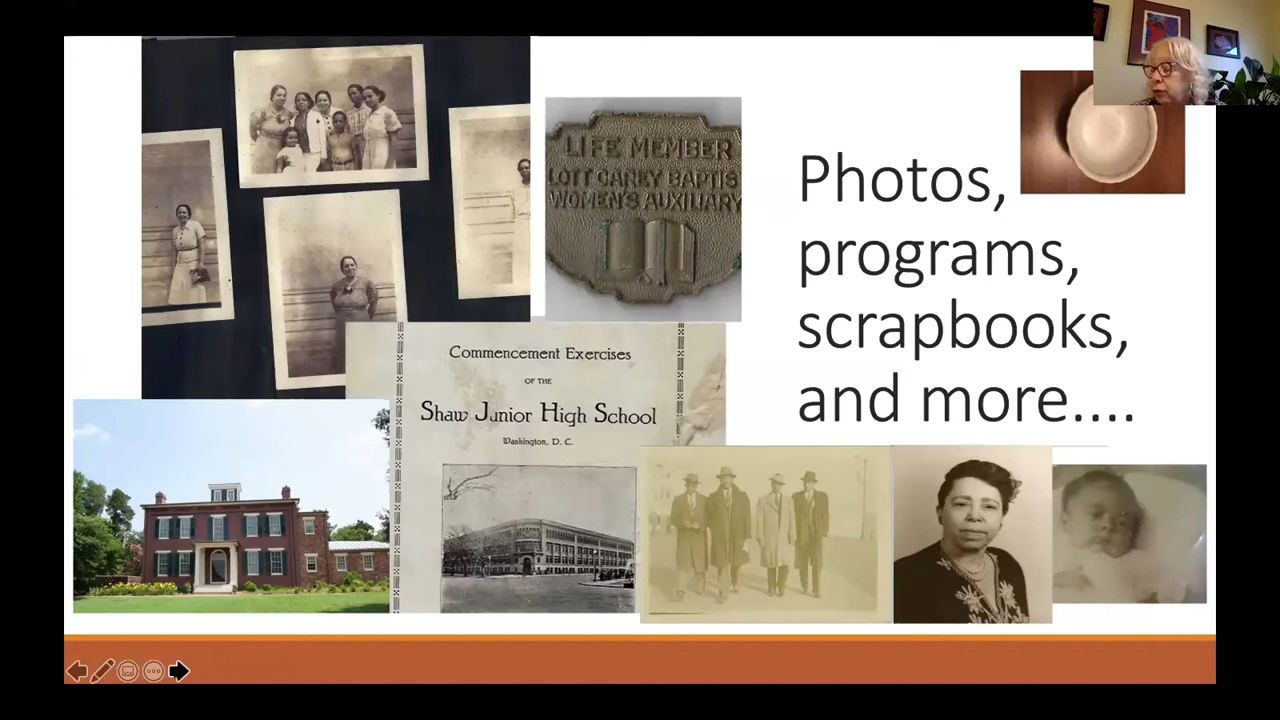 LIFE MEMBER
LOTT CAREY BAPTIS
WOMEN'S AUXILIARY
Photos,
programs,
scrapbooks,
and more....
Commencement Exercises
OF THE
Shaw Junior High School
Washington, D. C.